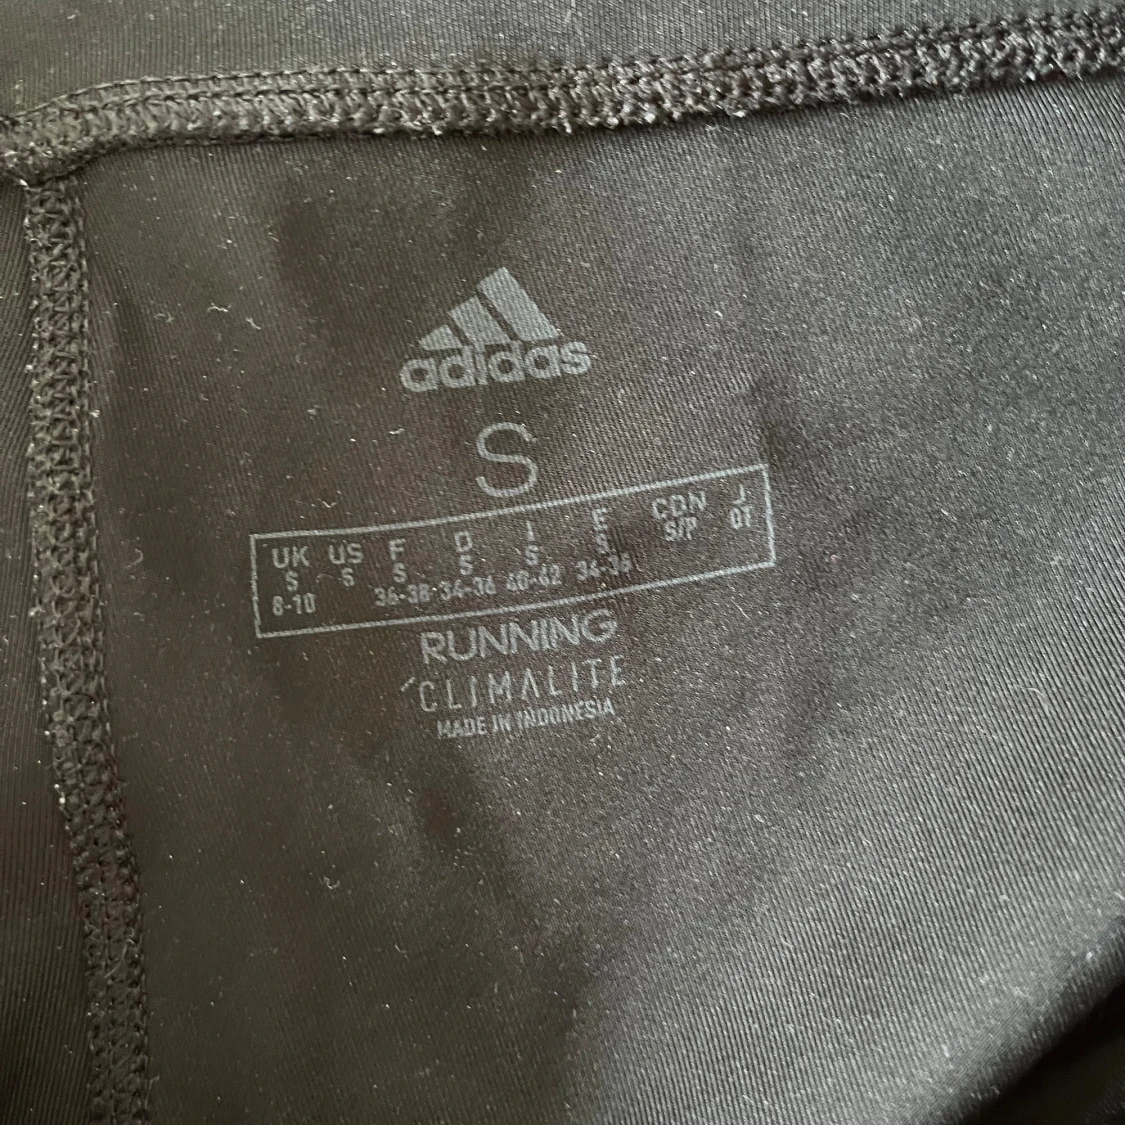 adidas
S
UK US F D I E CDN J
S S S S S S S/P OT
8-10 36-38 34-36 40-42 34-36
RUNNING
CLIMALITE
MADE IN INDONESIA